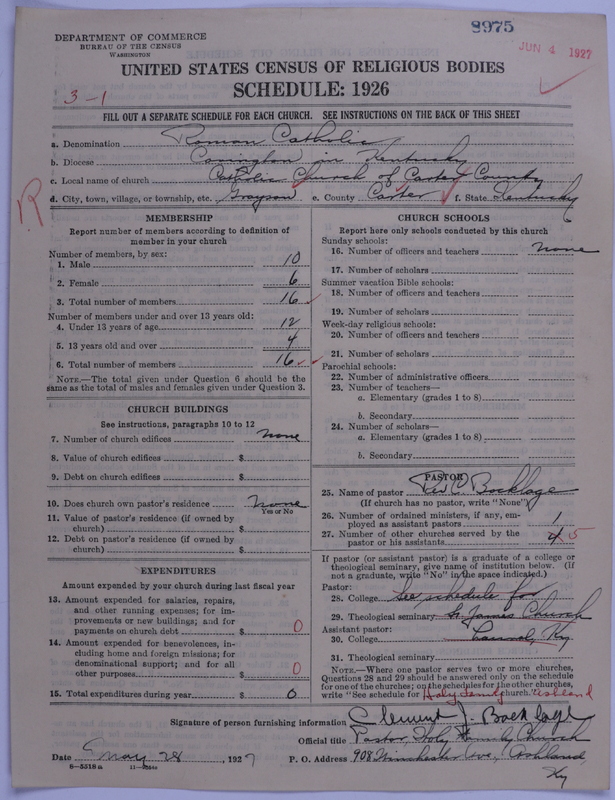 8975
DEPARTMENT OF COMMERCE
BUREAU OF THE CENSUS
WASHINGTON
JUN 4 1927
UNITED STATES CENSUS OF RELIGIOUS BODIES
SCHEDULE: 1926
3-1
FILL OUT A SEPARATE SCHEDULE FOR EACH CHURCH. SEE INSTRUCTIONS ON THE BACK OF THIS SHEET
a. Denomination Roman Catholic
b. Diocese Covington in Kentucky
c. Local name of church Catholic Church of Carter County
d. City, town, village, or township, etc. Grayson e. County Carter f. State Kentucky
R
MEMBERSHIP
Report number of members according to definition of member in your church
Number of members, by sex:
1. Male 10
2. Female 6
3. Total number of members 16
Number of members under and over 13 years old:
4. Under 13 years of age 12
5. 13 years old and over 4
6. Total number of members 16
NOTE.—The total given under Question 6 should be the same as the total of males and females given under Question 3.
CHURCH BUILDINGS
See instructions, paragraphs 10 to 12
7. Number of church edifices none
8. Value of church edifices $
9. Debt on church edifices $
10. Does church own pastor's residence none
Yes or No
11. Value of pastor's residence (if owned by church) $
12. Debt on pastor's residence (if owned by church) $
EXPENDITURES
Amount expended by your church during last fiscal year
13. Amount expended for salaries, repairs, and other running expenses; for improvements or new buildings; and for payments on church debt $ 0
14. Amount expended for benevolences, including home and foreign missions; for denominational support; and for all other purposes $ 0
15. Total expenditures during year $ 0
CHURCH SCHOOLS
Report here only schools conducted by this church
Sunday schools:
16. Number of officers and teachers none
17. Number of scholars
Summer vacation Bible schools:
18. Number of officers and teachers
19. Number of scholars
Week-day religious schools:
20. Number of officers and teachers
21. Number of scholars
Parochial schools:
22. Number of administrative officers
23. Number of teachers—
a. Elementary (grades 1 to 8)
b. Secondary
24. Number of scholars—
a. Elementary (grades 1 to 8)
b. Secondary
PASTOR
25. Name of pastor Rev C. Bocklage
(If church has no pastor, write "None")
26. Number of ordained ministers, if any, employed as assistant pastors 1
27. Number of other churches served by the pastor or his assistants 4 5
If pastor (or assistant pastor) is a graduate of a college or theological seminary, give name of institution below. (If not a graduate, write "No" in the space indicated.)
Pastor:
28. College See schedule for
29. Theological seminary St. James Church
Assistant pastor:
30. College Laurel Ky
31. Theological seminary
NOTE.—Where one pastor serves two or more churches, Questions 28 and 29 should be answered only on the schedule for one of the churches; on the schedules for the other churches, write "See schedule for Holy Family church." Ashland
Signature of person furnishing information Clement J. Bocklage
Official title Pastor Holy Family Church
Date May 28, 1927 P. O. Address 908 Winchester Ave, Ashland
Ky
8—5518a